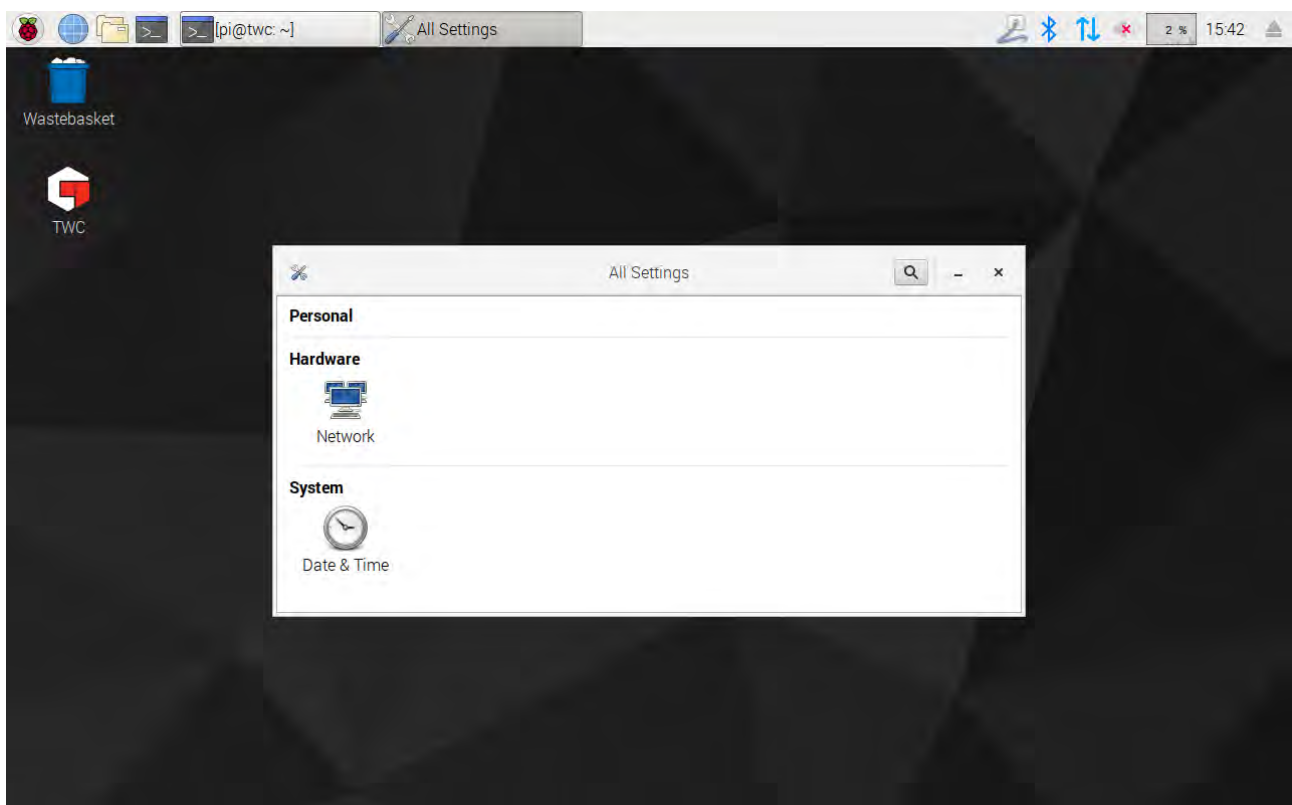 [pi@twc: ~]
All Settings
2 %
15:42
Wastebasket
TWC
All Settings
Personal
Hardware
Network
System
Date & Time